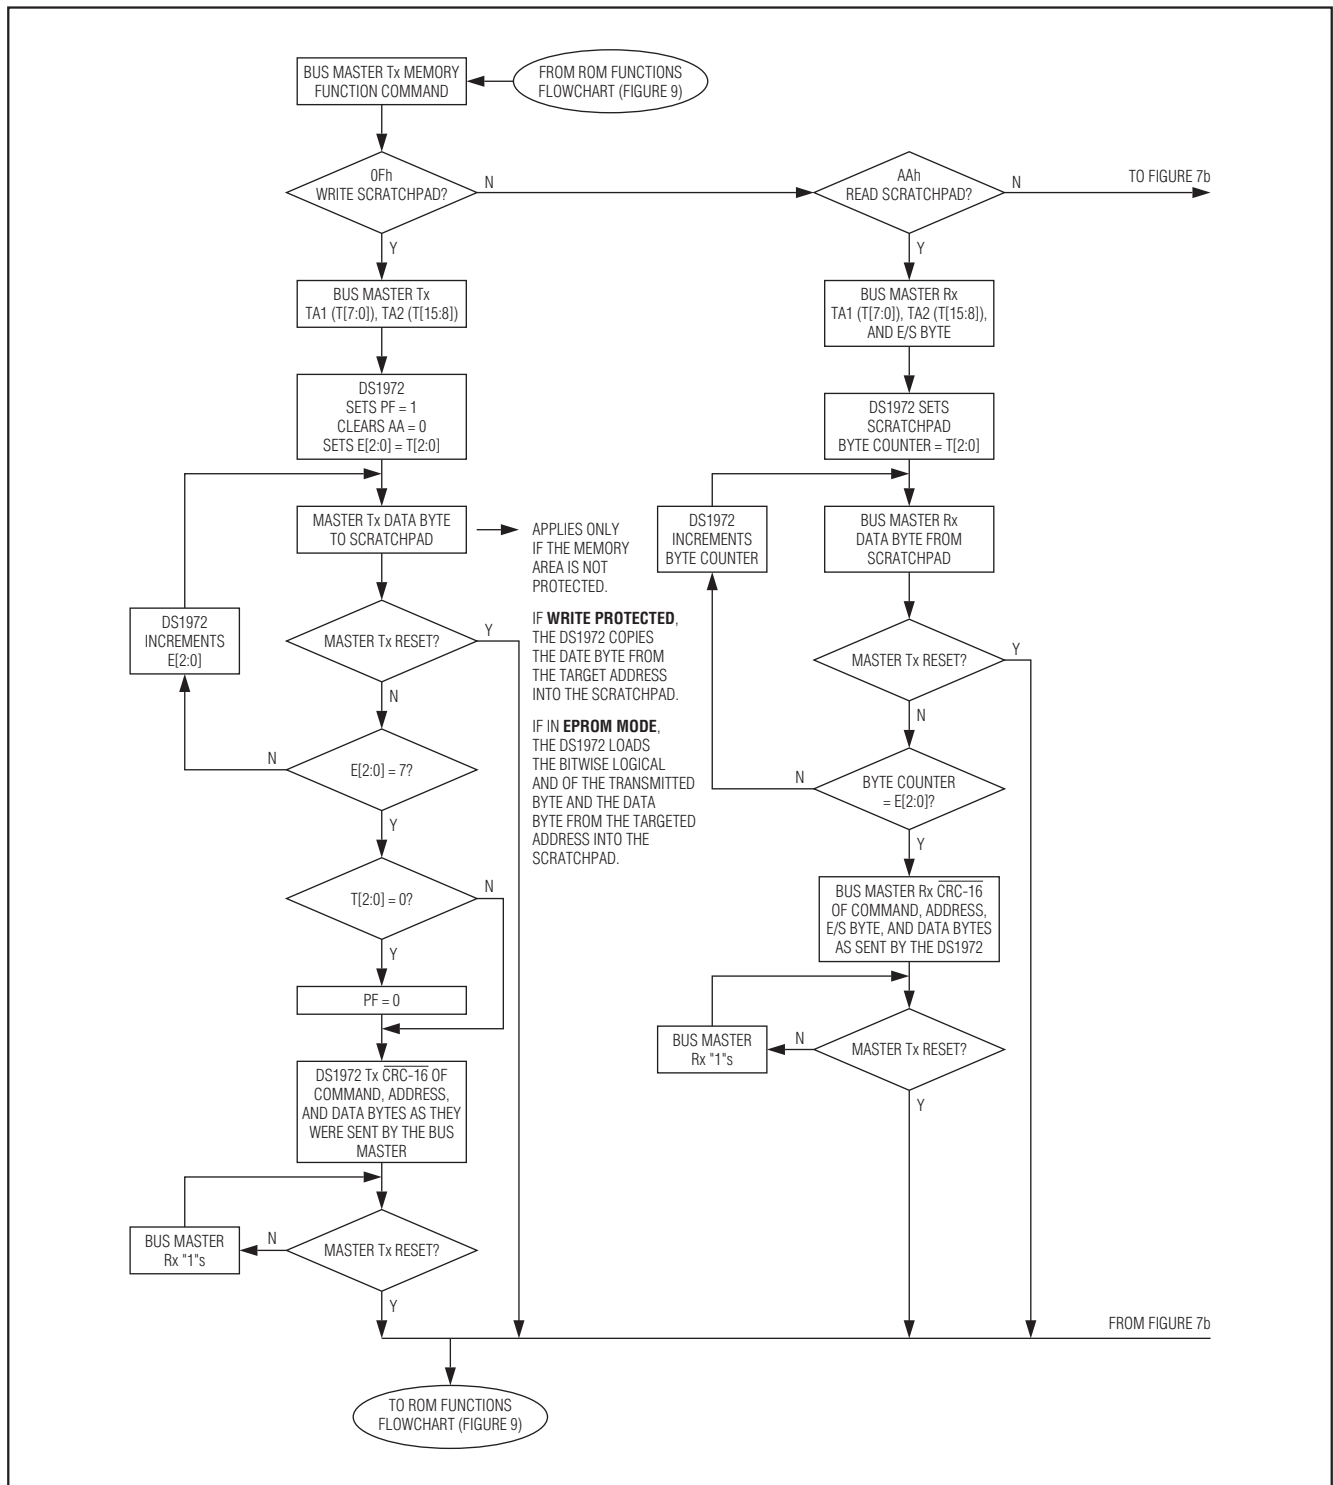 BUS MASTER Tx MEMORY
FUNCTION COMMAND
FROM ROM FUNCTIONS
FLOWCHART (FIGURE 9)
0Fh
WRITE SCRATCHPAD?
N
Y
AAh
READ SCRATCHPAD?
N
TO FIGURE 7b
Y
BUS MASTER Tx
TA1 (T[7:0]), TA2 (T[15:8])
DS1972
SETS PF = 1
CLEARS AA = 0
SETS E[2:0] = T[2:0]
MASTER Tx DATA BYTE
TO SCRATCHPAD
APPLIES ONLY
IF THE MEMORY
AREA IS NOT
PROTECTED.
IF WRITE PROTECTED,
THE DS1972 COPIES
THE DATE BYTE FROM
THE TARGET ADDRESS
INTO THE SCRATCHPAD.
IF IN EPROM MODE,
THE DS1972 LOADS
THE BITWISE LOGICAL
AND OF THE TRANSMITTED
BYTE AND THE DATA
BYTE FROM THE TARGETED
ADDRESS INTO THE
SCRATCHPAD.
DS1972
INCREMENTS
E[2:0]
MASTER Tx RESET?
Y
N
E[2:0] = 7?
N
Y
T[2:0] = 0?
N
Y
PF = 0
DS1972 Tx CRC-16 OF
COMMAND, ADDRESS,
AND DATA BYTES AS THEY
WERE SENT BY THE BUS
MASTER
BUS MASTER
Rx "1"s
N
MASTER Tx RESET?
Y
BUS MASTER Rx
TA1 (T[7:0]), TA2 (T[15:8]),
AND E/S BYTE
DS1972 SETS
SCRATCHPAD
BYTE COUNTER = T[2:0]
DS1972
INCREMENTS
BYTE COUNTER
BUS MASTER Rx
DATA BYTE FROM
SCRATCHPAD
MASTER Tx RESET?
Y
N
BYTE COUNTER
= E[2:0]?
N
Y
BUS MASTER Rx CRC-16
OF COMMAND, ADDRESS,
E/S BYTE, AND DATA BYTES
AS SENT BY THE DS1972
BUS MASTER
Rx "1"s
N
MASTER Tx RESET?
Y
FROM FIGURE 7b
TO ROM FUNCTIONS
FLOWCHART (FIGURE 9)